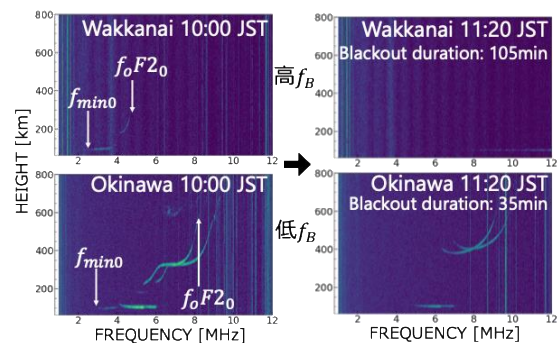 Wakkanai 10:00 JST
800
600
400
200
f_min0
f_oF2_0
2 4 6 8 10 12
高f_B
Wakkanai 11:20 JST
Blackout duration: 105min
800
600
400
200
2 4 6 8 10 12
HEIGHT [km]
Okinawa 10:00 JST
800
600
400
200
f_min0
f_oF2_0
2 4 6 8 10 12
FREQUENCY [MHz]
低f_B
Okinawa 11:20 JST
Blackout duration: 35min
800
600
400
200
2 4 6 8 10 12
FREQUENCY [MHz]